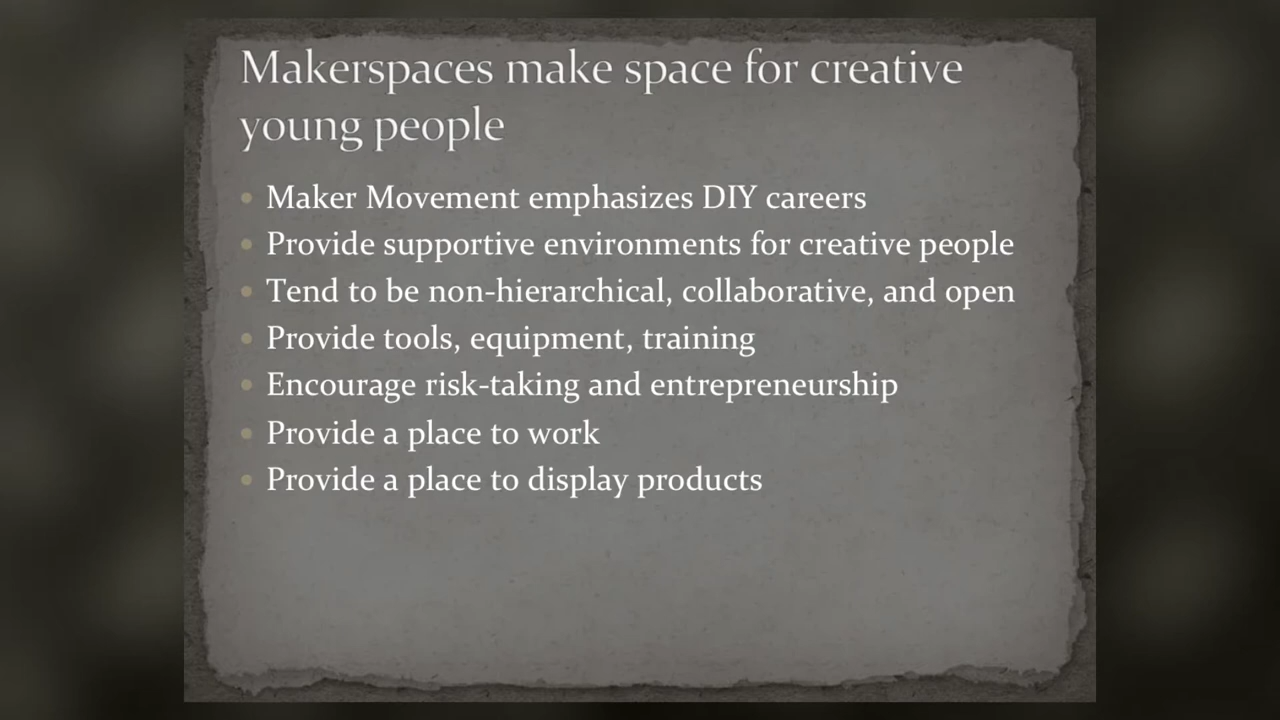 Makerspaces make space for creative
young people
• Maker Movement emphasizes DIY careers
• Provide supportive environments for creative people
• Tend to be non-hierarchical, collaborative, and open
• Provide tools, equipment, training
• Encourage risk-taking and entrepreneurship
• Provide a place to work
• Provide a place to display products